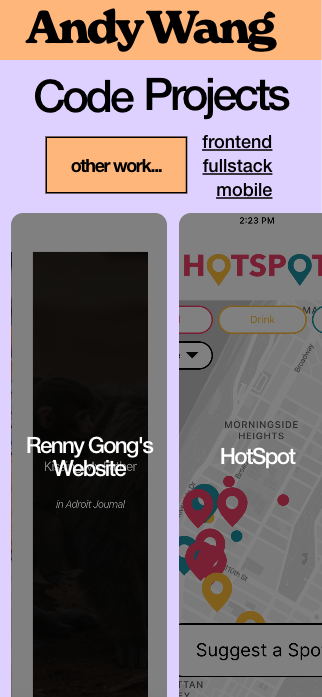 Andy Wang
Code Projects
other work...
frontend
fullstack
mobile
2:23 PM
HOTSPOT
Drink
Broadway
MORNINGSIDE
HEIGHTS
Renny Gong's
Website
HotSpot
in Adroit Journal
Suggest a Spo